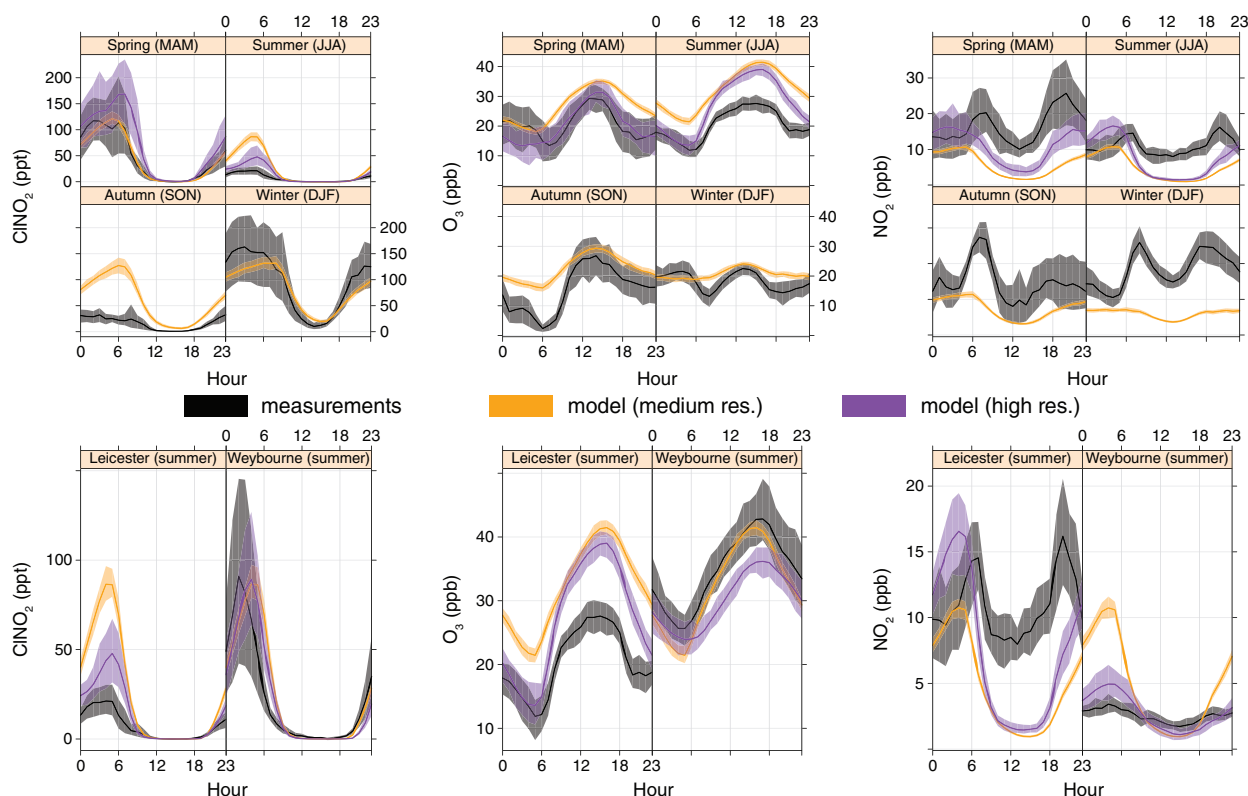 0 6 12 18 23
0 6 12 18 23
0 6 12 18 23
Spring (MAM) Summer (JJA)
Spring (MAM) Summer (JJA)
Spring (MAM) Summer (JJA)
200
150
100
50
0
40
30
20
10
30
20
10
Autumn (SON) Winter (DJF)
Autumn (SON) Winter (DJF)
Autumn (SON) Winter (DJF)
200
150
100
50
0
40
30
20
10
ClNO2 (ppt)
O3 (ppb)
NO2 (ppb)
0 6 12 18 23
0 6 12 18 23
0 6 12 18 23
Hour
Hour
Hour
measurements model (medium res.) model (high res.)
0 6 12 18 23
0 6 12 18 23
0 6 12 18 23
Leicester (summer) Weybourne (summer)
Leicester (summer) Weybourne (summer)
Leicester (summer) Weybourne (summer)
100
50
0
40
30
20
10
20
15
10
5
ClNO2 (ppt)
O3 (ppb)
NO2 (ppb)
0 6 12 18 23
0 6 12 18 23
0 6 12 18 23
Hour
Hour
Hour